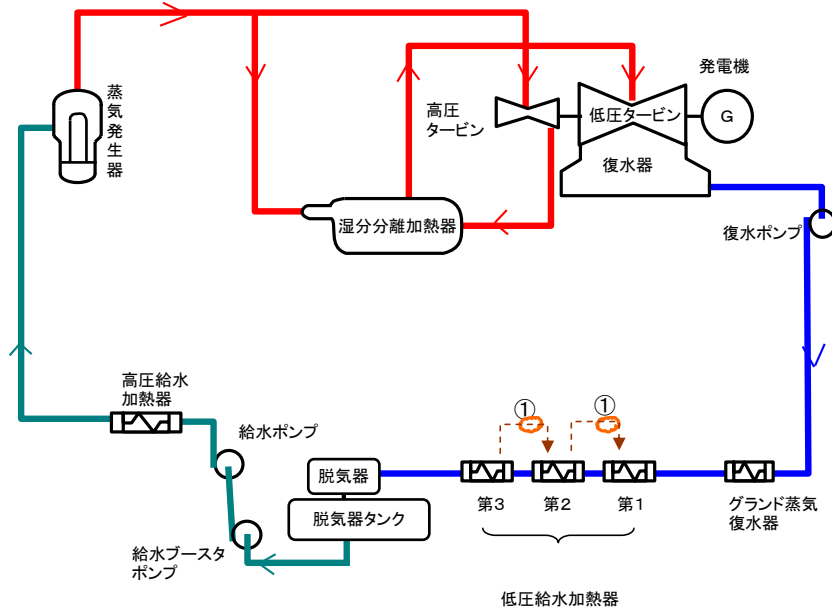 発電機
蒸気発生器
高圧
タービン
低圧タービン
G
復水器
湿分分離加熱器
復水ポンプ
高圧給水
加熱器
①
①
給水ポンプ
脱気器
第3
第2
第1
グランド蒸気
復水器
脱気器タンク
給水ブースタ
ポンプ
低圧給水加熱器